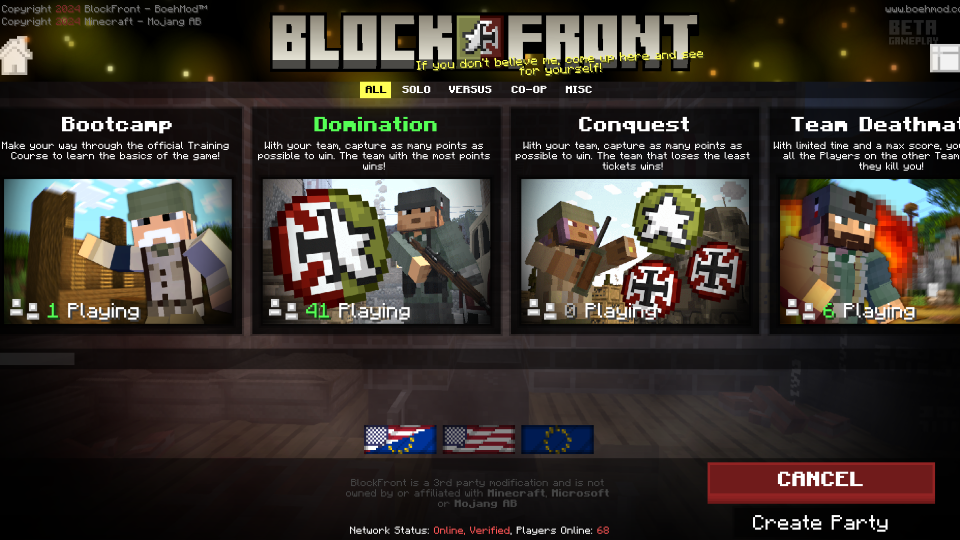 Copyright 2024 BlockFront - BoehMod™
Copyright 2024 Minecraft - Mojang AB
www.boehmod.co
BLOCK FRONT
BETA
GAMEPLAY
If you don't believe me, come up here and see
for yourself!
ALL SOLO VERSUS CO-OP MISC
Bootcamp
Make your way through the official Training
Course to learn the basics of the game!
1 Playing
Domination
With your team, capture as many points as
possible to win. The team with the most points
wins!
41 Playing
Conquest
With your team, capture as many points as
possible to win. The team that loses the least
tickets wins!
0 Playing
Team Deathmat
With limited time and a max score, you
all the Players on the other Team
they kill you!
6 Playing
BlockFront is a 3rd party modification and is not
owned by or affiliated with Minecraft, Microsoft
or Mojang AB
CANCEL
Create Party
Network Status: Online, Verified, Players Online: 68